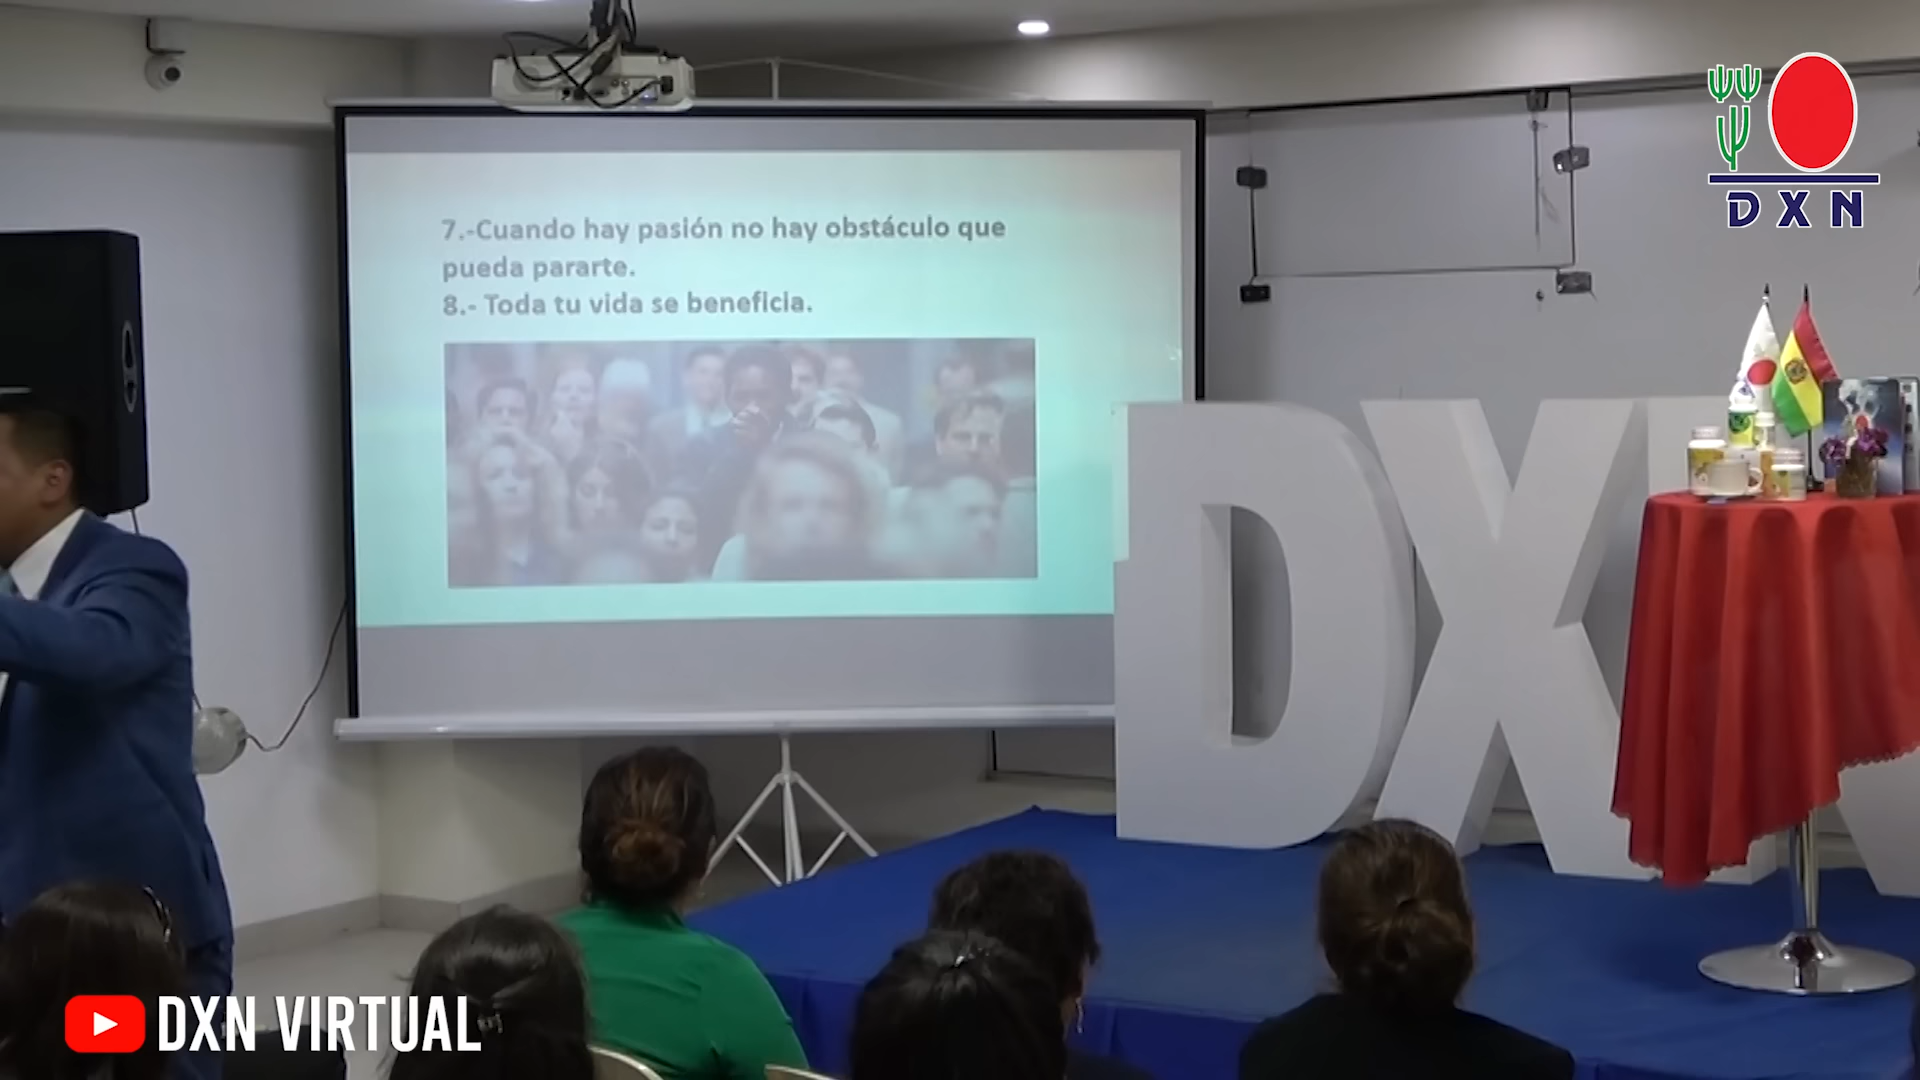 7.-Cuando hay pasión no hay obstáculo que
pueda pararte.
8.- Toda tu vida se beneficia.
DXN
DX
DXN VIRTUAL